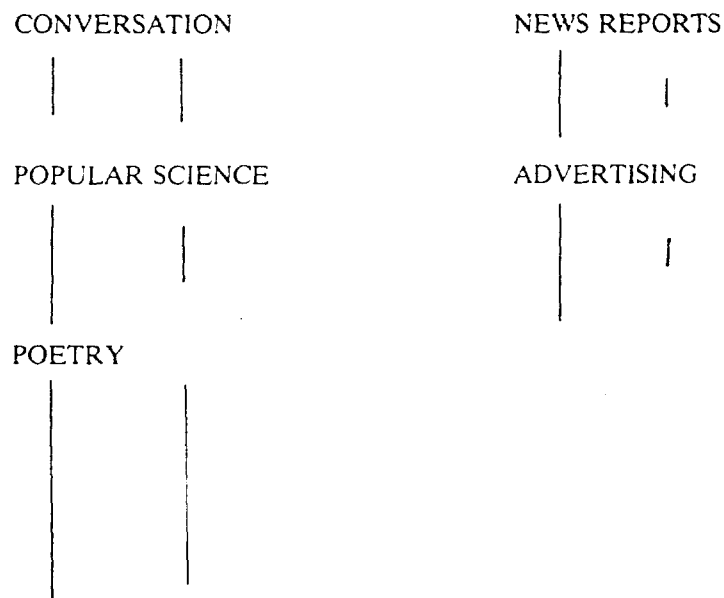 CONVERSATION
NEWS REPORTS
POPULAR SCIENCE
ADVERTISING
POETRY